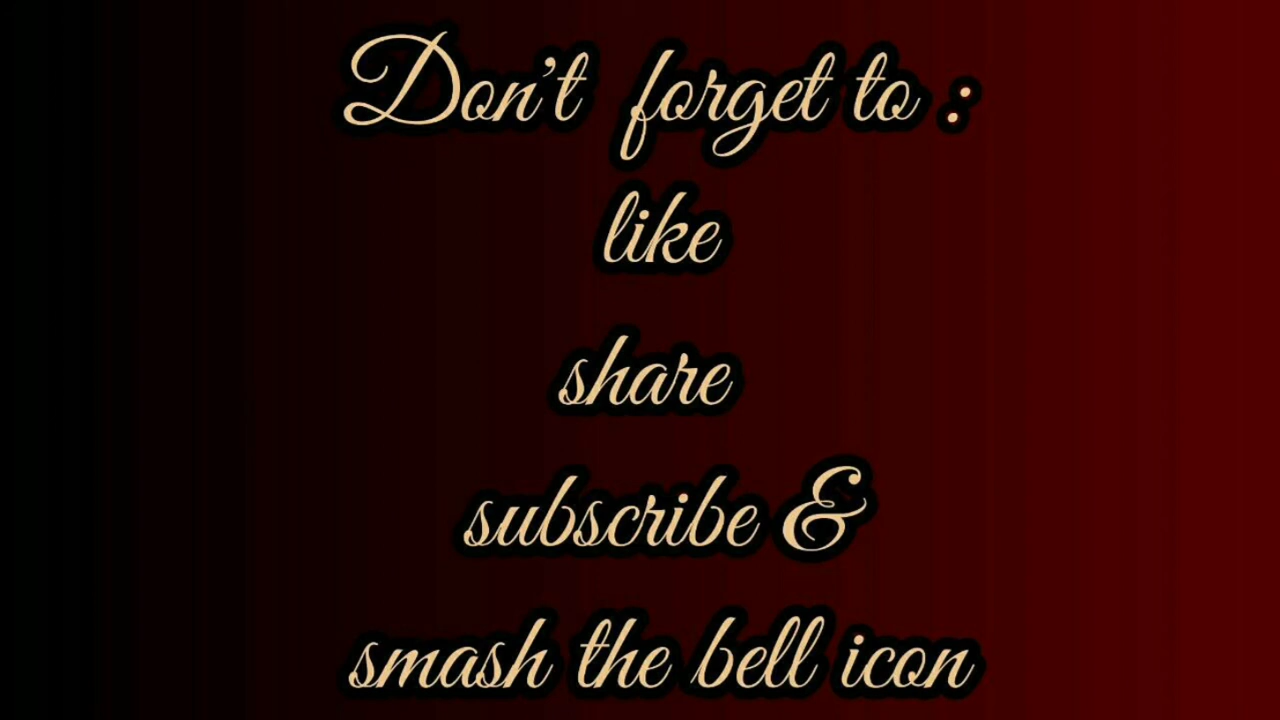 Don't forget to :
like
share
subscribe &
smash the bell icon